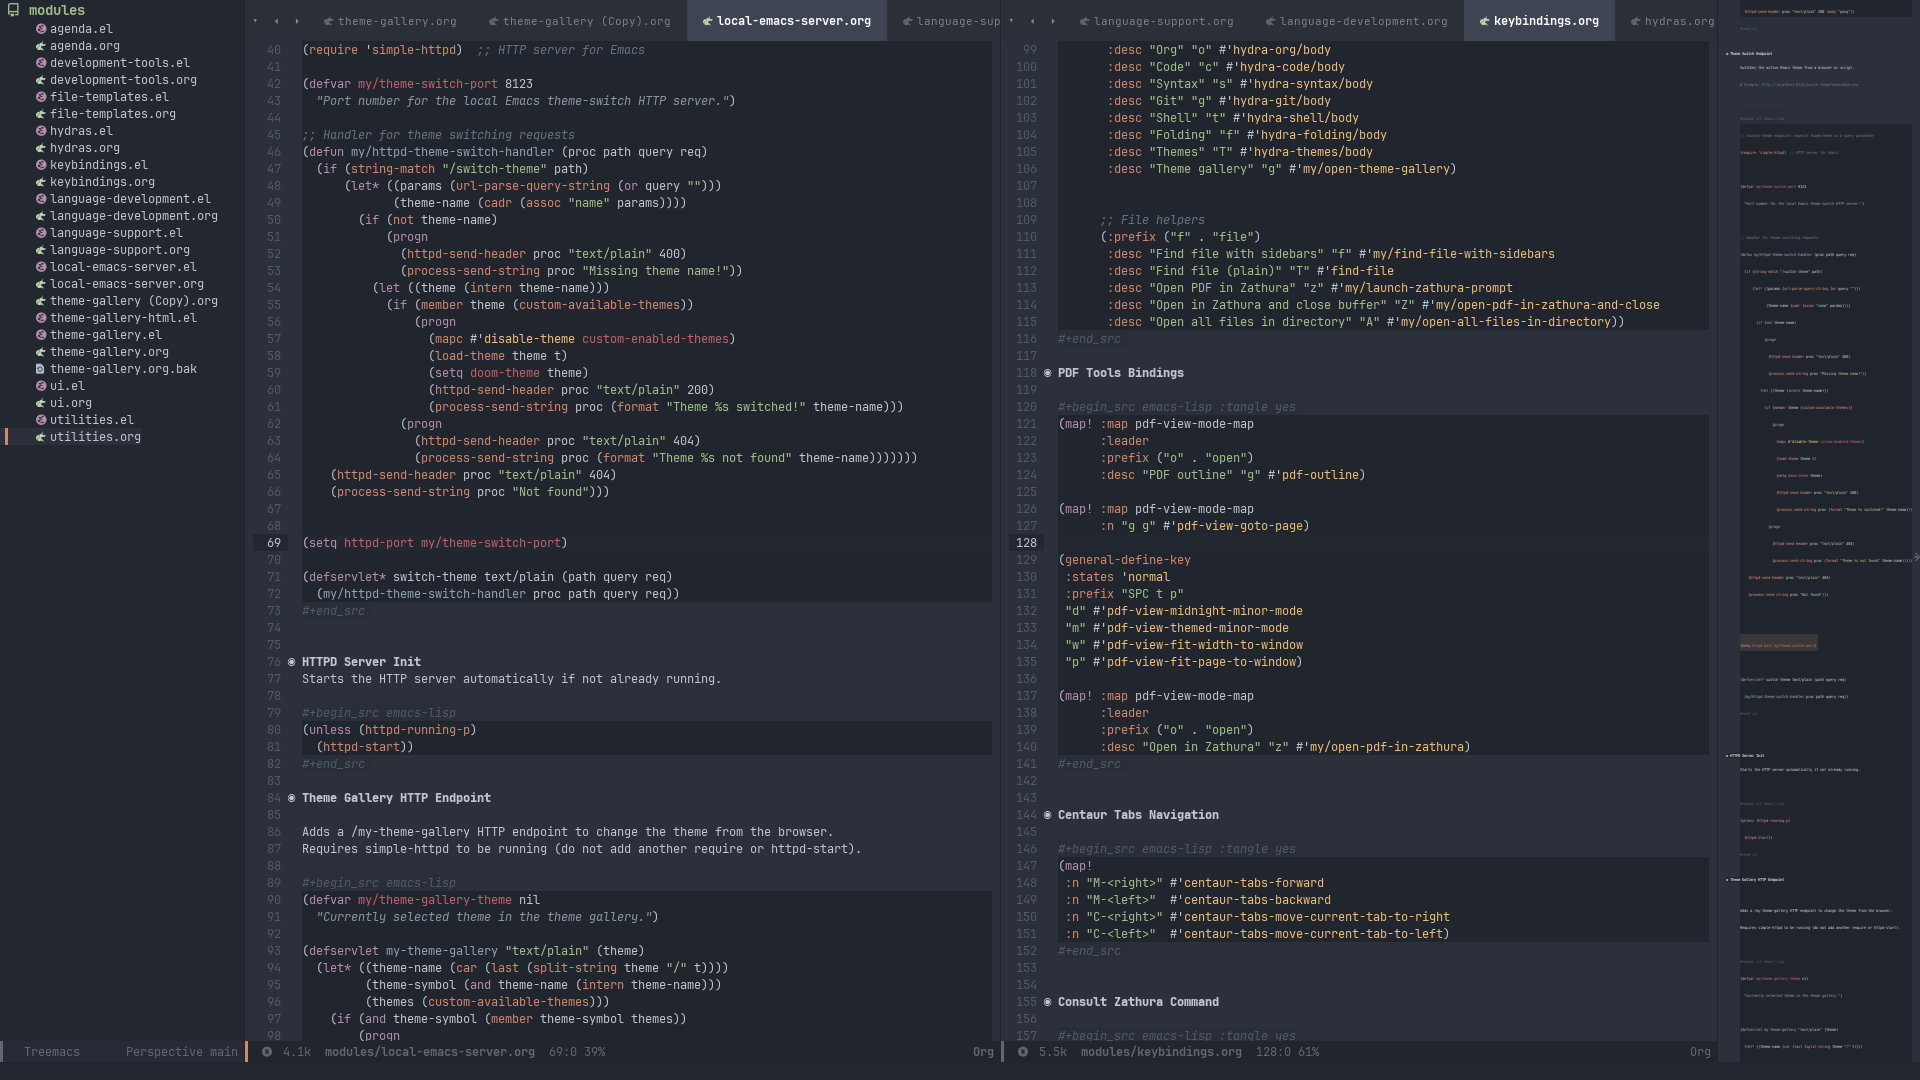 modules
agenda.el
agenda.org
development-tools.el
development-tools.org
file-templates.el
file-templates.org
hydras.el
hydras.org
keybindings.el
keybindings.org
language-development.el
language-development.org
language-support.el
language-support.org
local-emacs-server.el
local-emacs-server.org
theme-gallery (Copy).org
theme-gallery-html.el
theme-gallery.el
theme-gallery.org
theme-gallery.org.bak
ui.el
ui.org
utilities.el
utilities.org
Treemacs Perspective main
theme-gallery.org theme-gallery (Copy).org local-emacs-server.org language-sup
40 (require 'simple-httpd)  ;; HTTP server for Emacs
41
42 (defvar my/theme-switch-port 8123
43   "Port number for the local Emacs theme-switch HTTP server.")
44
45 ;; Handler for theme switching requests
46 (defun my/httpd-theme-switch-handler (proc path query req)
47   (if (string-match "/switch-theme" path)
48       (let* ((params (url-parse-query-string (or query "")))
49              (theme-name (cadr (assoc "name" params))))
50         (if (not theme-name)
51             (progn
52               (httpd-send-header proc "text/plain" 400)
53               (process-send-string proc "Missing theme name!"))
54           (let ((theme (intern theme-name)))
55             (if (member theme (custom-available-themes))
56                 (progn
57                   (mapc #'disable-theme custom-enabled-themes)
58                   (load-theme theme t)
59                   (setq doom-theme theme)
60                   (httpd-send-header proc "text/plain" 200)
61                   (process-send-string proc (format "Theme %s switched!" theme-name)))
62               (progn
63                 (httpd-send-header proc "text/plain" 404)
64                 (process-send-string proc (format "Theme %s not found" theme-name)))))))
65     (httpd-send-header proc "text/plain" 404)
66     (process-send-string proc "Not found")))
67
68
69 (setq httpd-port my/theme-switch-port)
70
71 (defservlet* switch-theme text/plain (path query req)
72   (my/httpd-theme-switch-handler proc path query req))
73 #+end_src
74
75
76 ◉ HTTPD Server Init
77 Starts the HTTP server automatically if not already running.
78
79 #+begin_src emacs-lisp
80 (unless (httpd-running-p)
81   (httpd-start))
82 #+end_src
83
84 ◉ Theme Gallery HTTP Endpoint
85
86 Adds a /my-theme-gallery HTTP endpoint to change the theme from the browser.
87 Requires simple-httpd to be running (do not add another require or httpd-start).
88
89 #+begin_src emacs-lisp
90 (defvar my/theme-gallery-theme nil
91   "Currently selected theme in the theme gallery.")
92
93 (defservlet my-theme-gallery "text/plain" (theme)
94   (let* ((theme-name (car (last (split-string theme "/" t))))
95          (theme-symbol (and theme-name (intern theme-name)))
96          (themes (custom-available-themes)))
97     (if (and theme-symbol (member theme-symbol themes))
98         (progn
4.1k modules/local-emacs-server.org 69:0 39% Org
language-support.org language-development.org keybindings.org hydras.org
99        :desc "Org" "o" #'hydra-org/body
100       :desc "Code" "c" #'hydra-code/body
101       :desc "Syntax" "s" #'hydra-syntax/body
102       :desc "Git" "g" #'hydra-git/body
103       :desc "Shell" "t" #'hydra-shell/body
104       :desc "Folding" "f" #'hydra-folding/body
105       :desc "Themes" "T" #'hydra-themes/body
106       :desc "Theme gallery" "g" #'my/open-theme-gallery)
107
108
109      ;; File helpers
110      (:prefix ("f" . "file")
111       :desc "Find file with sidebars" "f" #'my/find-file-with-sidebars
112       :desc "Find file (plain)" "T" #'find-file
113       :desc "Open PDF in Zathura" "z" #'my/launch-zathura-prompt
114       :desc "Open in Zathura and close buffer" "Z" #'my/open-pdf-in-zathura-and-close
115       :desc "Open all files in directory" "A" #'my/open-all-files-in-directory))
116 #+end_src
117
118 ◉ PDF Tools Bindings
119
120 #+begin_src emacs-lisp :tangle yes
121 (map! :map pdf-view-mode-map
122       :leader
123       :prefix ("o" . "open")
124       :desc "PDF outline" "g" #'pdf-outline)
125
126 (map! :map pdf-view-mode-map
127       :n "g g" #'pdf-view-goto-page)
128
129 (general-define-key
130  :states 'normal
131  :prefix "SPC t p"
132  "d" #'pdf-view-midnight-minor-mode
133  "m" #'pdf-view-themed-minor-mode
134  "w" #'pdf-view-fit-width-to-window
135  "p" #'pdf-view-fit-page-to-window)
136
137 (map! :map pdf-view-mode-map
138       :leader
139       :prefix ("o" . "open")
140       :desc "Open in Zathura" "z" #'my/open-pdf-in-zathura)
141 #+end_src
142
143
144 ◉ Centaur Tabs Navigation
145
146 #+begin_src emacs-lisp :tangle yes
147 (map!
148  :n "M-<right>" #'centaur-tabs-forward
149  :n "M-<left>"  #'centaur-tabs-backward
150  :n "C-<right>" #'centaur-tabs-move-current-tab-to-right
151  :n "C-<left>"  #'centaur-tabs-move-current-tab-to-left)
152 #+end_src
153
154
155 ◉ Consult Zathura Command
156
157 #+begin_src emacs-lisp :tangle yes
5.5k modules/keybindings.org 128:0 61% Org